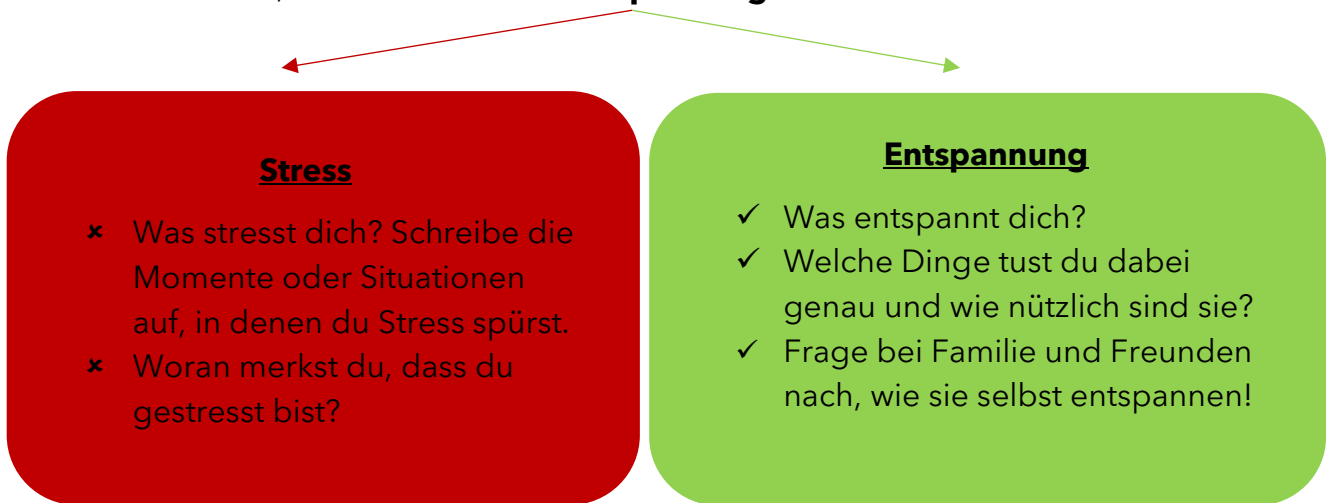 Stress
× Was stresst dich? Schreibe die
Momente oder Situationen
auf, in denen du Stress spürst.
× Woran merkst du, dass du
gestresst bist?
Entspannung
✓ Was entspannt dich?
✓ Welche Dinge tust du dabei
genau und wie nützlich sind sie?
✓ Frage bei Familie und Freunden
nach, wie sie selbst entspannen!